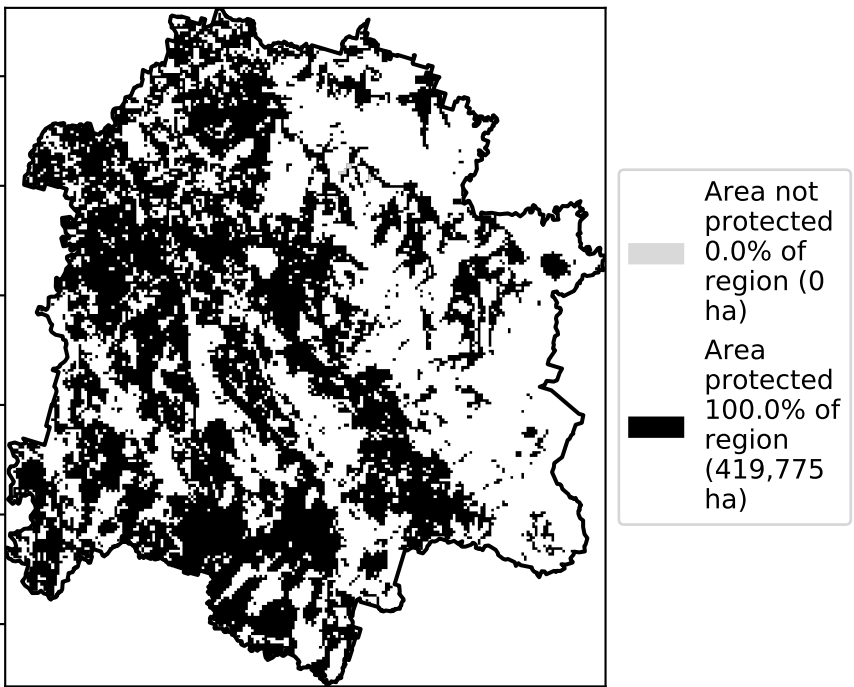 Area not
protected
0.0% of
region (0
ha)
Area
protected
100.0% of
region
(419,775
ha)